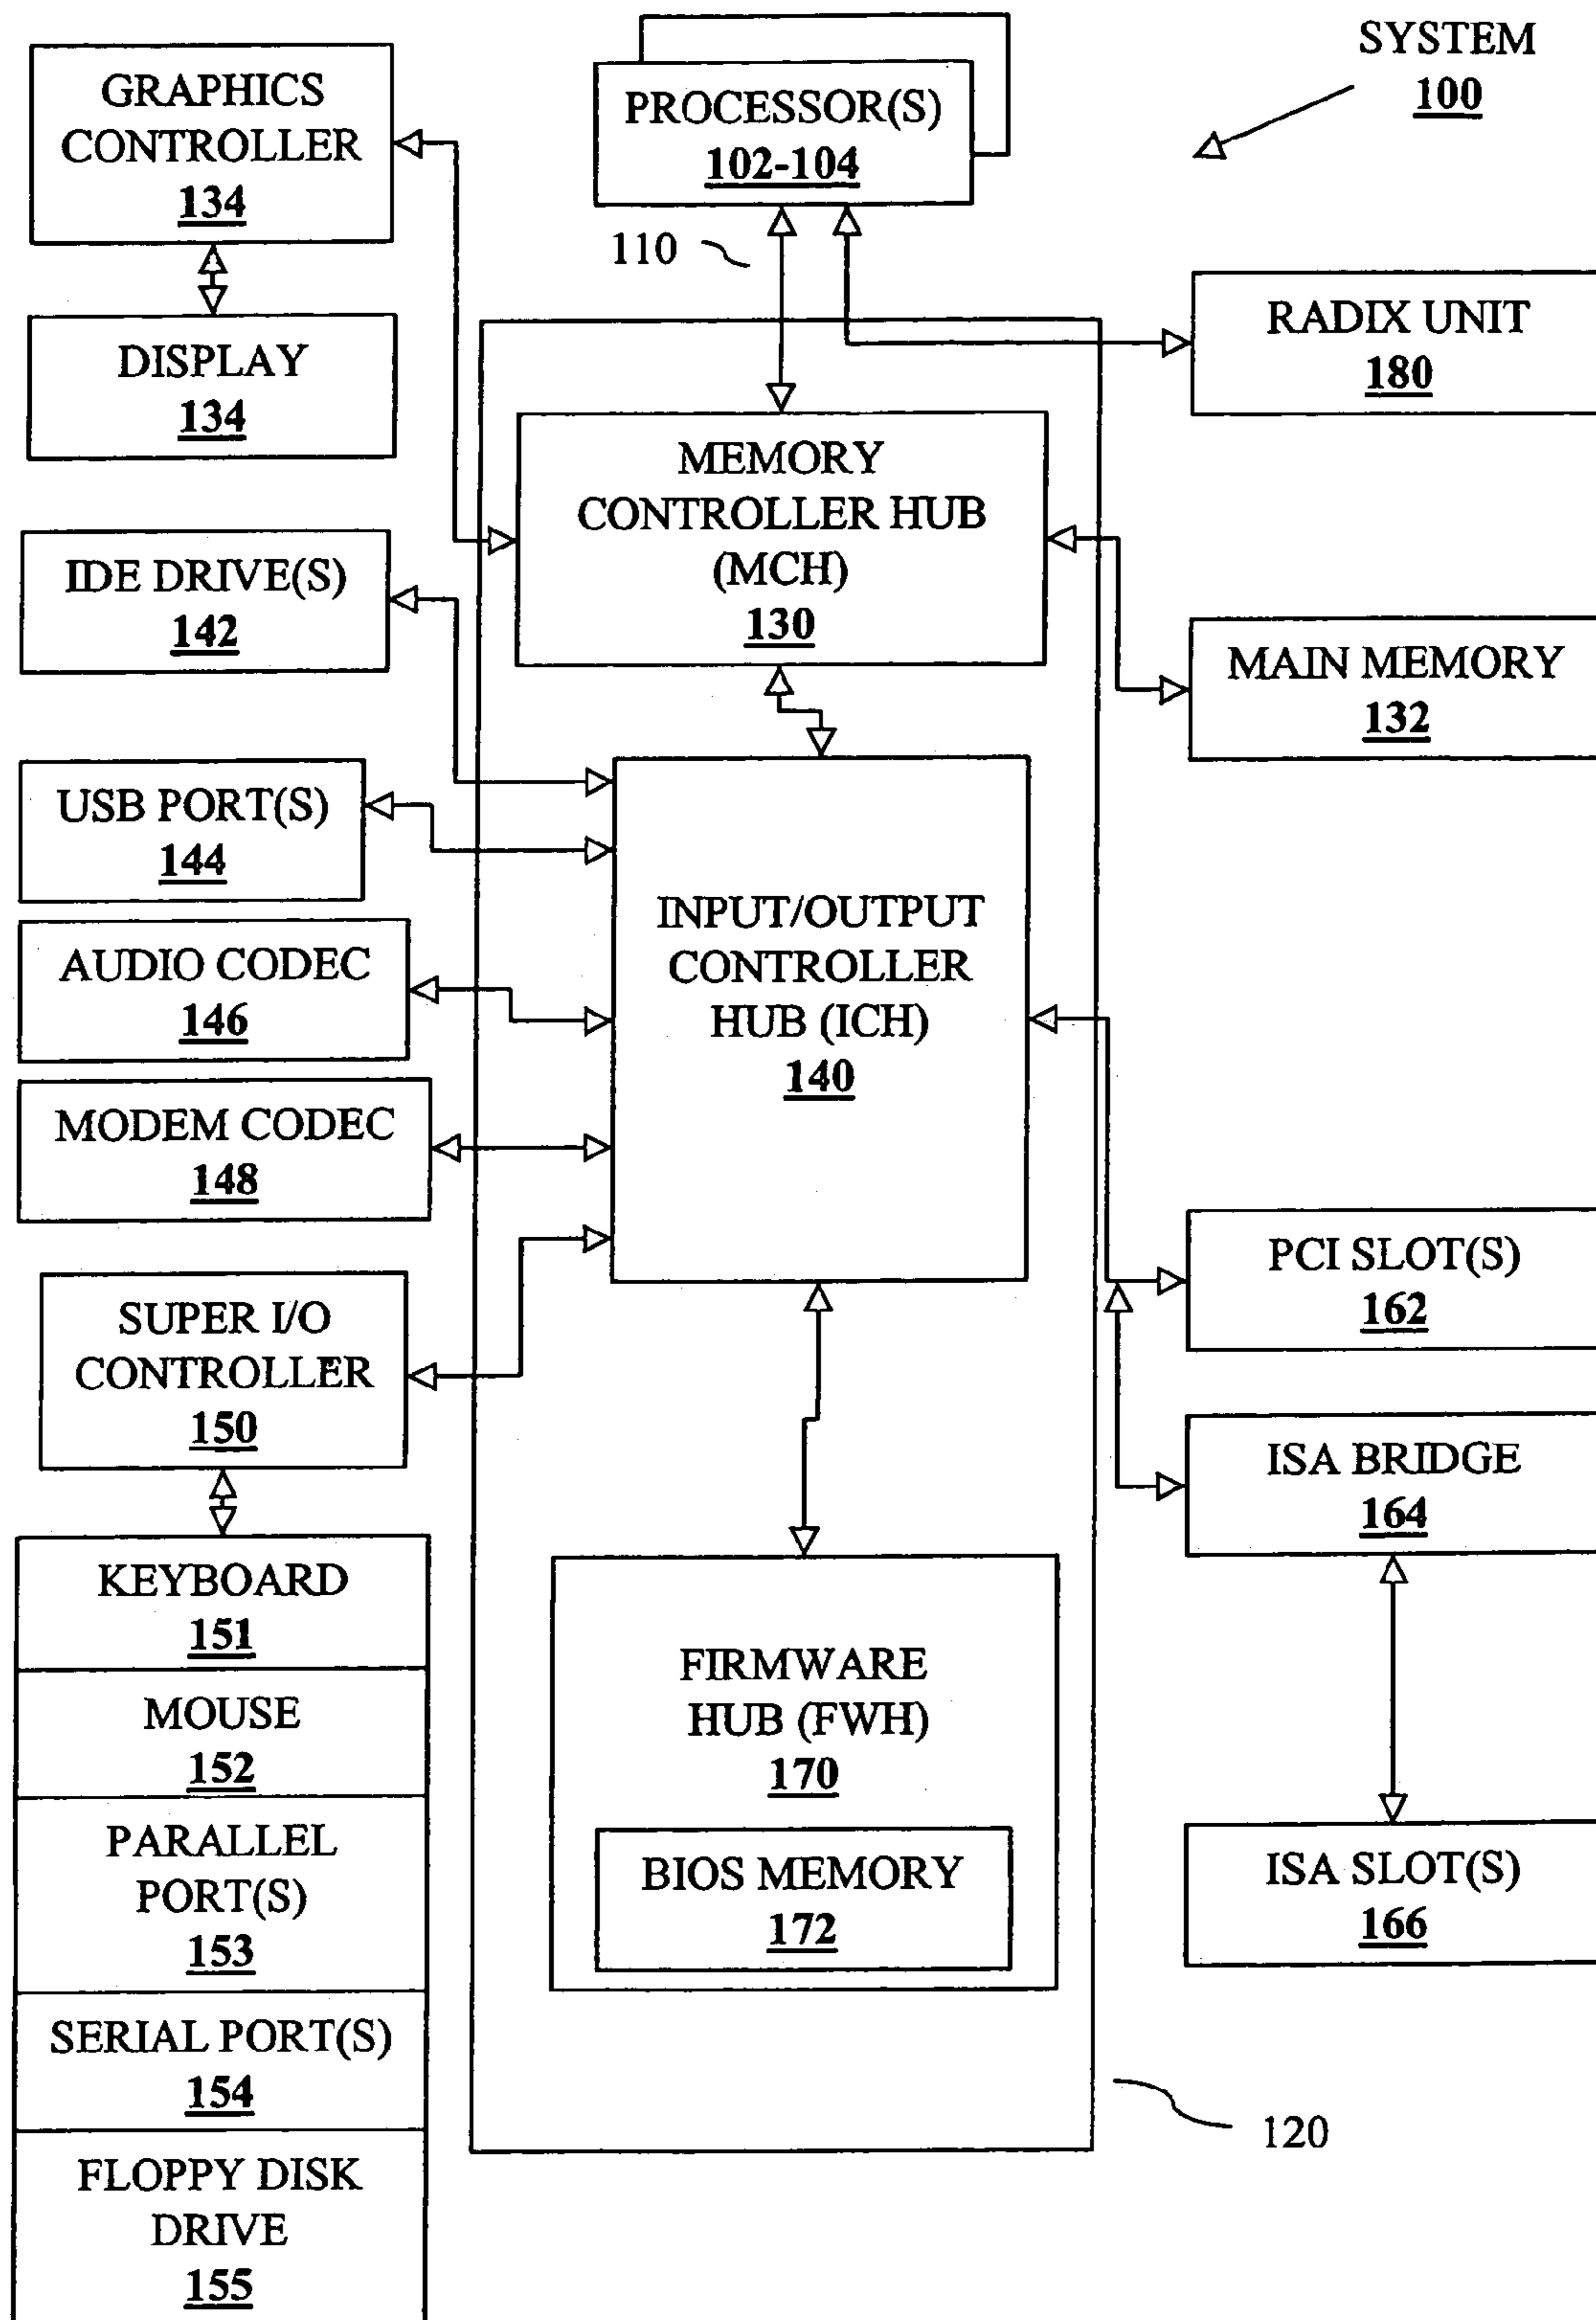 SYSTEM
100
GRAPHICS
CONTROLLER
134
PROCESSOR(S)
102-104
110
DISPLAY
134
RADIX UNIT
180
MEMORY
CONTROLLER HUB
(MCH)
130
IDE DRIVE(S)
142
MAIN MEMORY
132
USB PORT(S)
144
INPUT/OUTPUT
CONTROLLER
HUB (ICH)
140
AUDIO CODEC
146
MODEM CODEC
148
SUPER I/O
CONTROLLER
150
PCI SLOT(S)
162
ISA BRIDGE
164
KEYBOARD
151
MOUSE
152
PARALLEL
PORT(S)
153
SERIAL PORT(S)
154
FLOPPY DISK
DRIVE
155
FIRMWARE
HUB (FWH)
170
BIOS MEMORY
172
ISA SLOT(S)
166
120